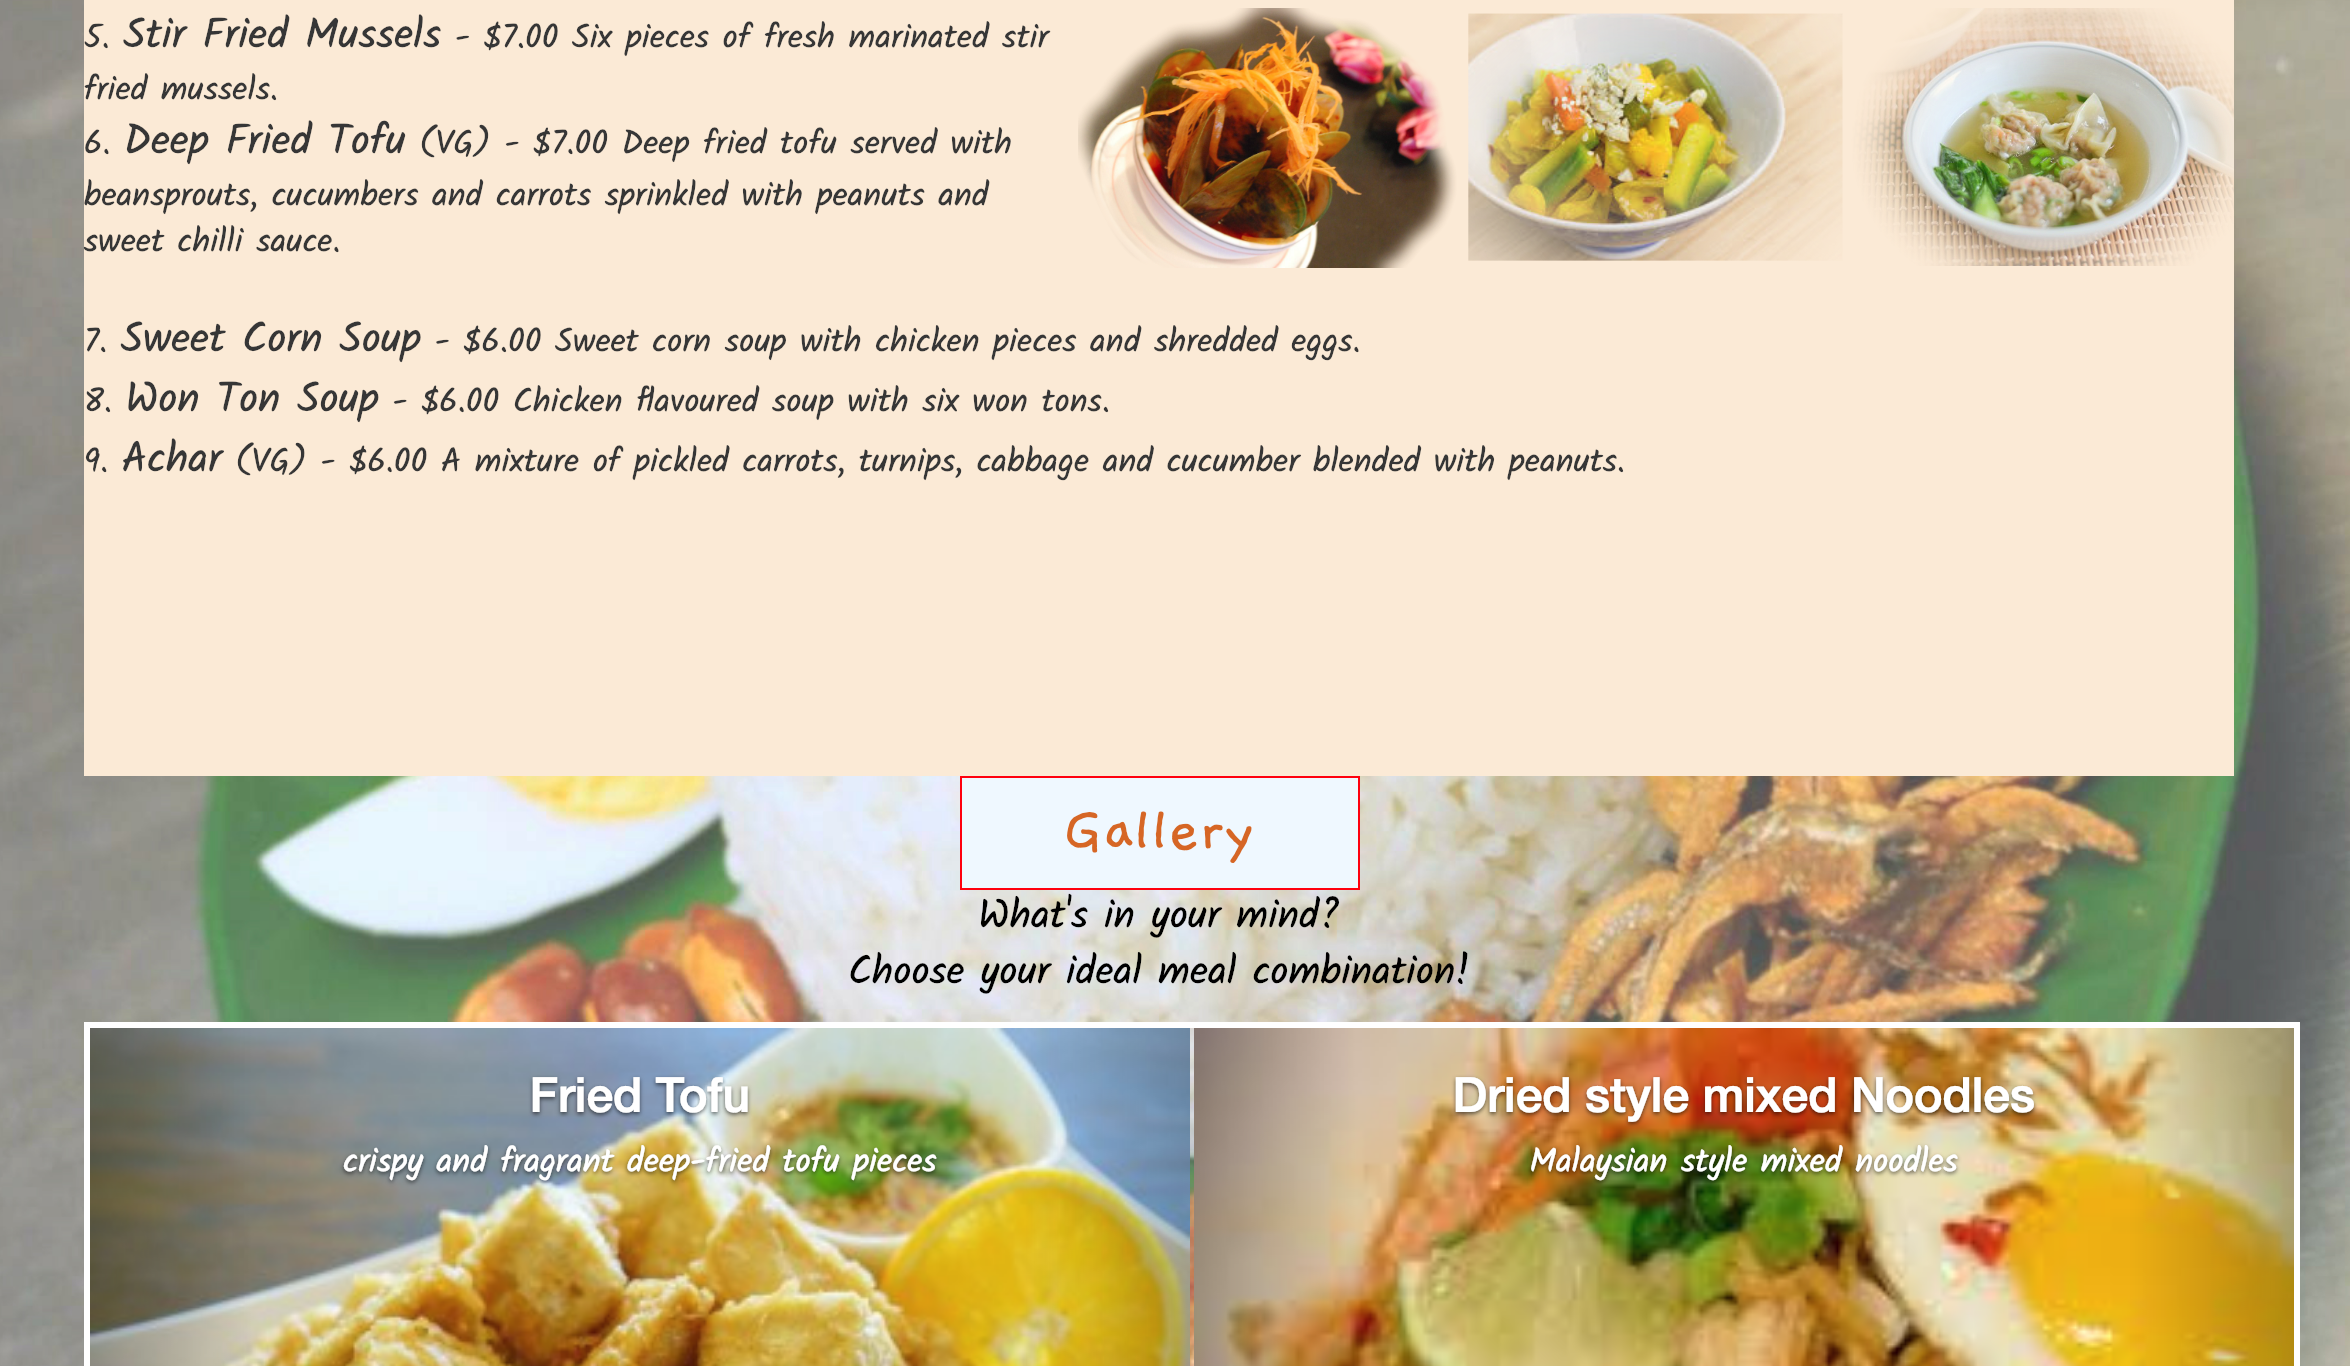 5. Stir Fried Mussels - $7.00 Six pieces of fresh marinated stir
fried mussels.
6. Deep Fried Tofu (VG) - $7.00 Deep fried tofu served with
beansprouts, cucumbers and carrots sprinkled with peanuts and
sweet chilli sauce.
7. Sweet Corn Soup - $6.00 Sweet corn soup with chicken pieces and shredded eggs.
8. Won Ton Soup - $6.00 Chicken flavoured soup with six won tons.
9. Achar (VG) - $6.00 A mixture of pickled carrots, turnips, cabbage and cucumber blended with peanuts.
Gallery
What's in your mind?
Choose your ideal meal combination!
Fried Tofu
crispy and fragrant deep-fried tofu pieces
Dried style mixed Noodles
Malaysian style mixed noodles